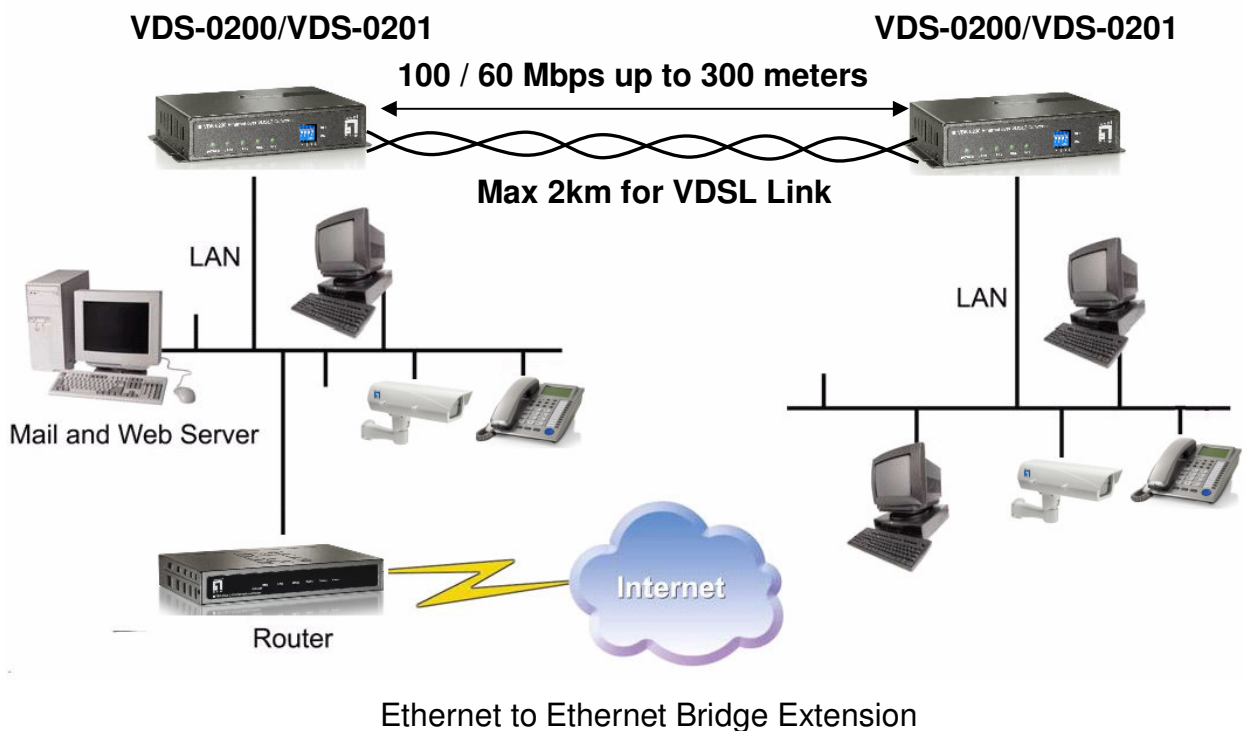 VDS-0200/VDS-0201
VDS-0200/VDS-0201
100 / 60 Mbps up to 300 meters
Max 2km for VDSL Link
LAN
LAN
Mail and Web Server
Internet
Router
Ethernet to Ethernet Bridge Extension